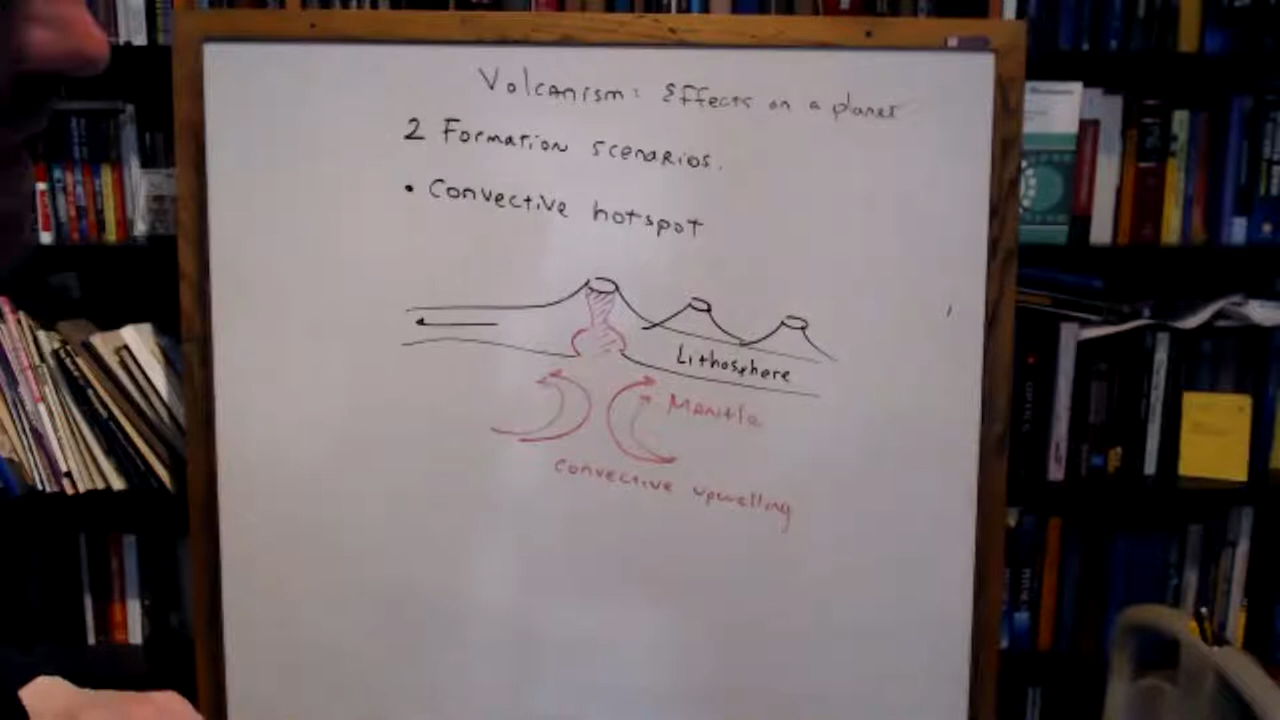 Volcanism: Effects on a planet
2 Formation scenarios.
• Convective hotspot
Lithosphere
Mantle
convective upwelling